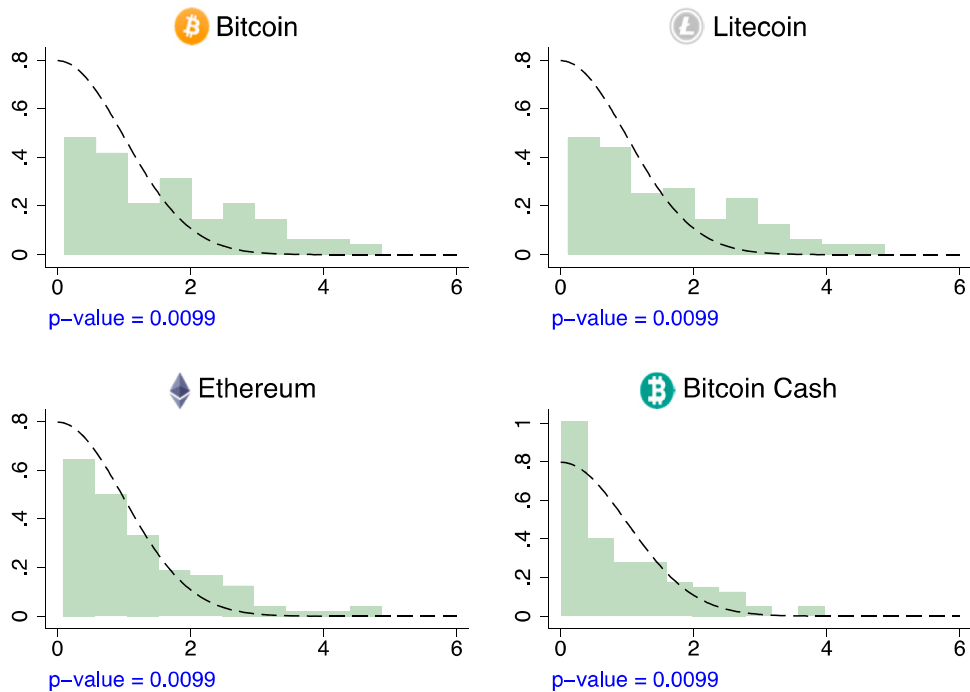 Bitcoin
.8
.6
.4
.2
0
0 2 4 6
p-value = 0.0099
Litecoin
.8
.6
.4
.2
0
0 2 4 6
p-value = 0.0099
Ethereum
.8
.6
.4
.2
0
0 2 4 6
p-value = 0.0099
Bitcoin Cash
1
.8
.6
.4
.2
0
0 2 4 6
p-value = 0.0099